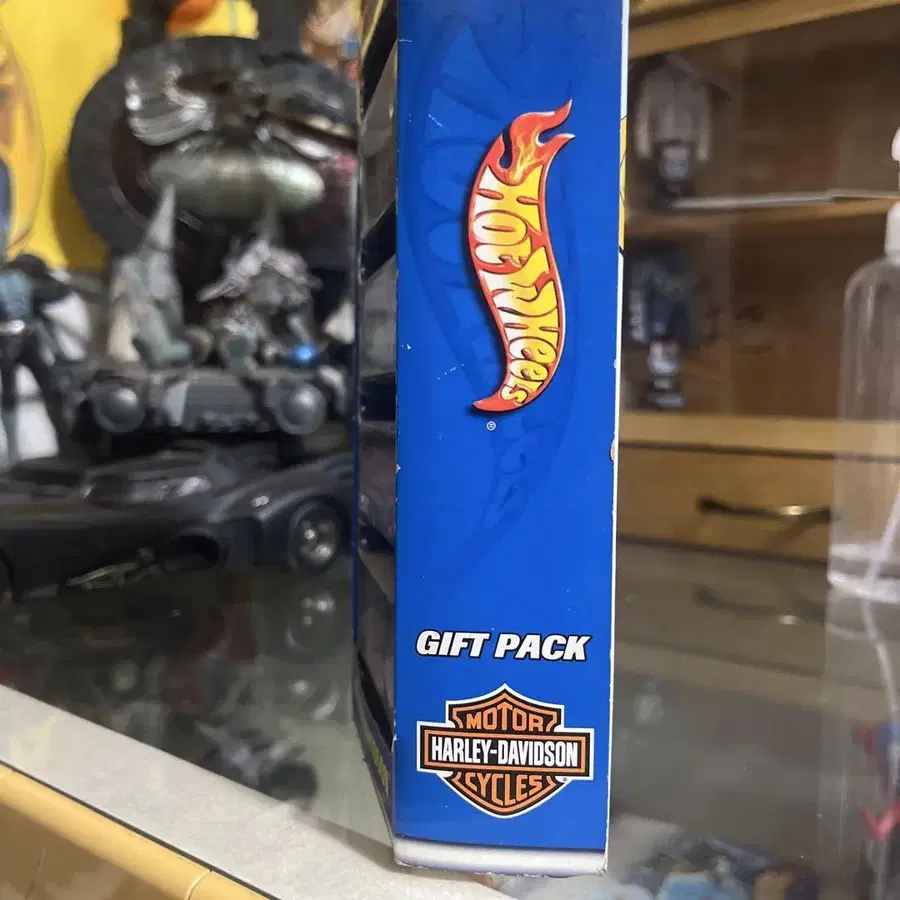 Hot Wheels
®
GIFT PACK
MOTOR
HARLEY-DAVIDSON
CYCLES